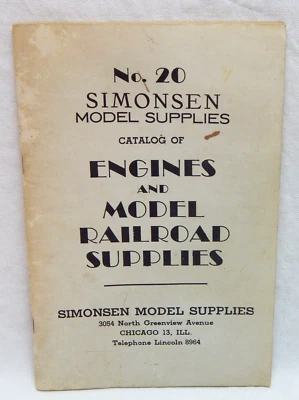 No. 20
SIMONSEN
MODEL SUPPLIES
CATALOG OF
ENGINES
AND
MODEL
RAILROAD
SUPPLIES
SIMONSEN MODEL SUPPLIES
3054 North Greenview Avenue
CHICAGO 13, ILL.
Telephone Lincoln 8964